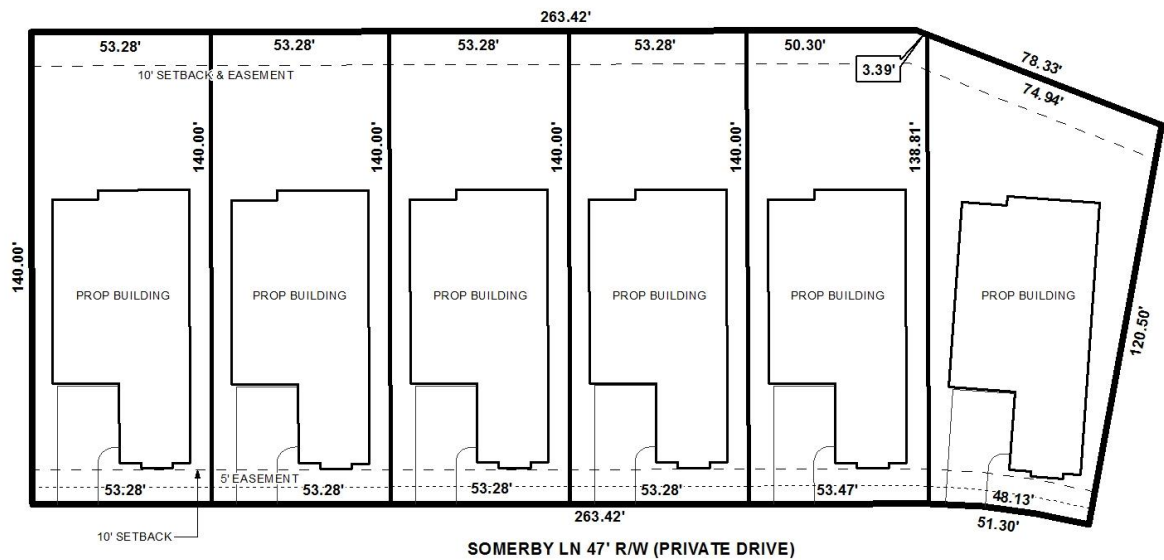 263.42'
53.28'
53.28'
53.28'
53.28'
50.30'
3.39'
78.33'
74.94'
10' SETBACK & EASEMENT
140.00'
140.00'
140.00'
140.00'
140.00'
138.81'
120.50'
PROP BUILDING
PROP BUILDING
PROP BUILDING
PROP BUILDING
PROP BUILDING
PROP BUILDING
5' EASEMENT
53.28'
53.28'
53.28'
53.28'
53.47'
48.13'
263.42'
51.30'
10' SETBACK
SOMERBY LN 47' R/W (PRIVATE DRIVE)